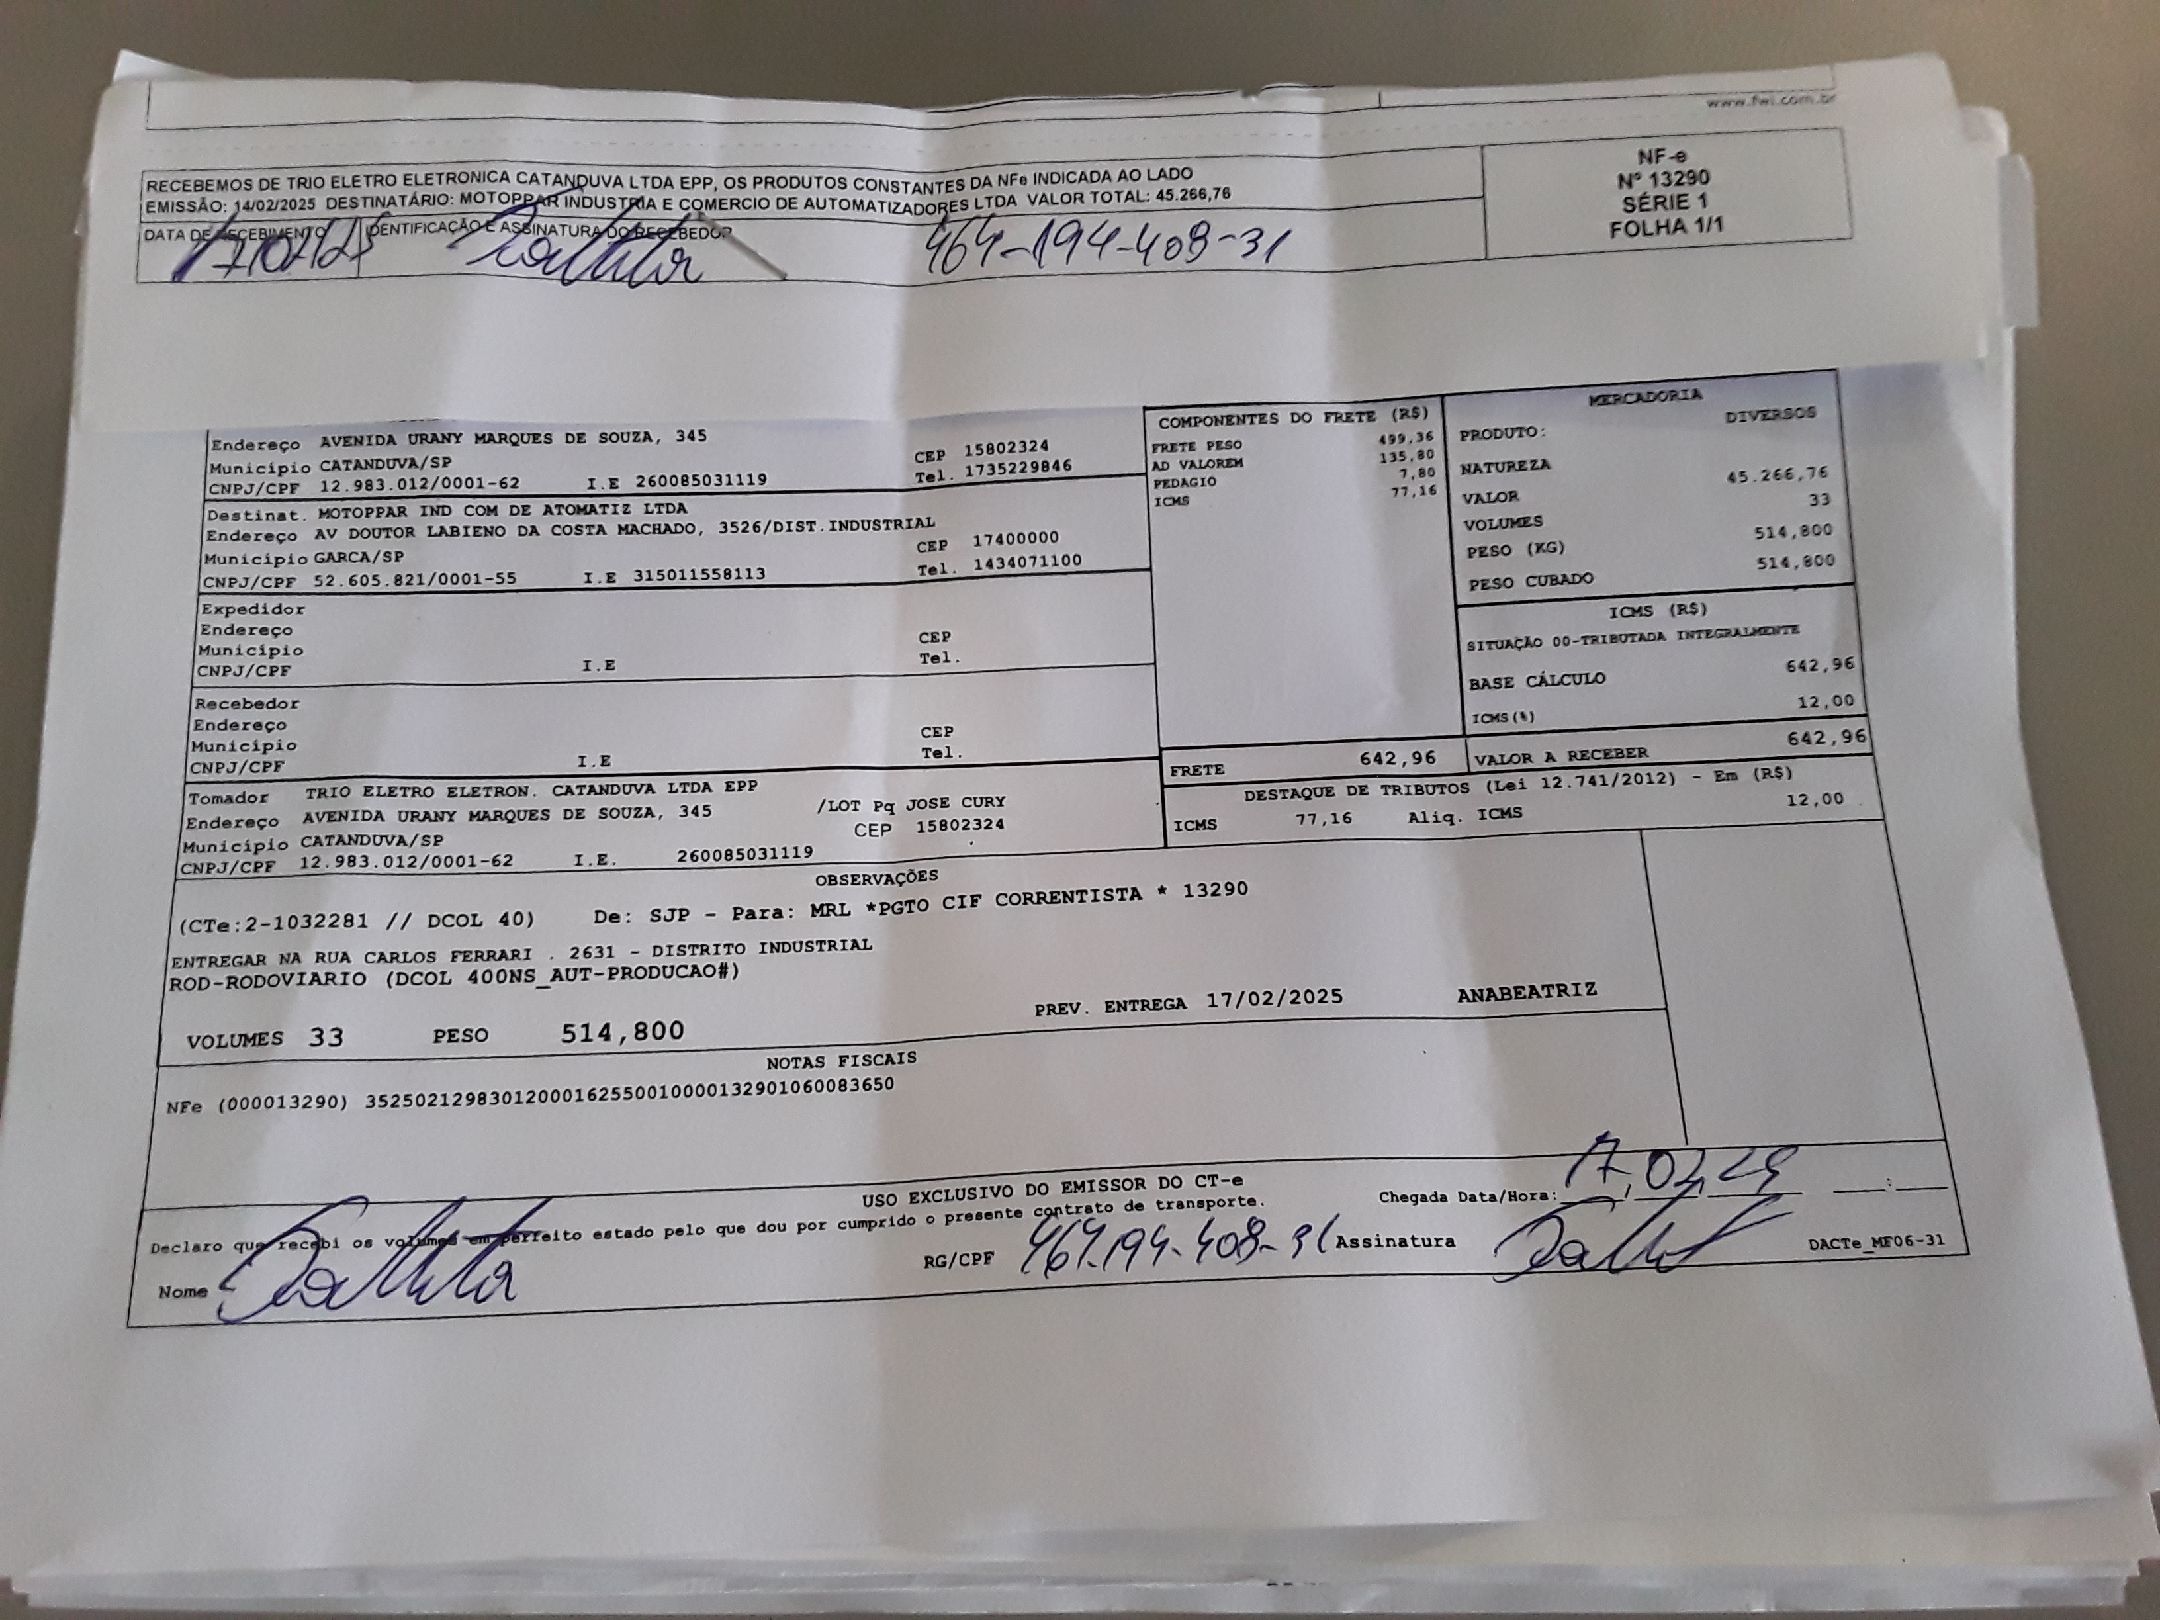 www.fwi.com.br
RECEBEMOS DE TRIO ELETRO ELETRONICA CATANDUVA LTDA EPP, OS PRODUTOS CONSTANTES DA NFe INDICADA AO LADO
EMISSÃO: 14/02/2025 DESTINATÁRIO: MOTOPPAR INDUSTRIA E COMERCIO DE AUTOMATIZADORES LTDA VALOR TOTAL: 45.266,76
DATA DE RECEBIMENTO IDENTIFICAÇÃO E ASSINATURA DO RECEBEDOR
17/02/25 464-194-408-31
NF-e
Nº 13290
SÉRIE 1
FOLHA 1/1
Endereço AVENIDA URANY MARQUES DE SOUZA, 345
Município CATANDUVA/SP CEP 15802324
CNPJ/CPF 12.983.012/0001-62 I.E 260085031119 Tel. 1735229846
Destinat. MOTOPPAR IND COM DE ATOMATIZ LTDA
Endereço AV DOUTOR LABIENO DA COSTA MACHADO, 3526/DIST.INDUSTRIAL
Município GARCA/SP CEP 17400000
CNPJ/CPF 52.605.821/0001-55 I.E 315011558113 Tel. 1434071100
Expedidor
Endereço
Município CEP
CNPJ/CPF I.E Tel.
Recebedor
Endereço
Município CEP
CNPJ/CPF I.E Tel.
Tomador TRIO ELETRO ELETRON. CATANDUVA LTDA EPP
Endereço AVENIDA URANY MARQUES DE SOUZA, 345 /LOT Pq JOSE CURY
Município CATANDUVA/SP CEP 15802324
CNPJ/CPF 12.983.012/0001-62 I.E. 260085031119
COMPONENTES DO FRETE (R$)
FRETE PESO 499,36
AD VALOREM 135,80
PEDAGIO 7,80
ICMS 77,16
MERCADORIA
PRODUTO: DIVERSOS
NATUREZA
VALOR 45.266,76
VOLUMES 33
PESO (KG) 514,800
PESO CUBADO 514,800
ICMS (R$)
SITUAÇÃO 00-TRIBUTADA INTEGRALMENTE
BASE CÁLCULO 642,96
ICMS(%) 12,00
FRETE 642,96 VALOR A RECEBER 642,96
DESTAQUE DE TRIBUTOS (Lei 12.741/2012) - Em (R$)
ICMS 77,16 Aliq. ICMS 12,00
OBSERVAÇÕES
(CTe:2-1032281 // DCOL 40) De: SJP - Para: MRL *PGTO CIF CORRENTISTA * 13290
ENTREGAR NA RUA CARLOS FERRARI . 2631 - DISTRITO INDUSTRIAL
ROD-RODOVIARIO (DCOL 400NS_AUT-PRODUCAO#)
PREV. ENTREGA 17/02/2025 ANABEATRIZ
VOLUMES 33 PESO 514,800
NOTAS FISCAIS
NFe (000013290) 35250212983012000162550010000132901060083650
USO EXCLUSIVO DO EMISSOR DO CT-e
Declaro que recebi os volumes em perfeito estado pelo que dou por cumprido o presente contrato de transporte.
Chegada Data/Hora: 17,02,25 :
Nome RG/CPF 464.194-408-31 Assinatura DACTe_MF06-31